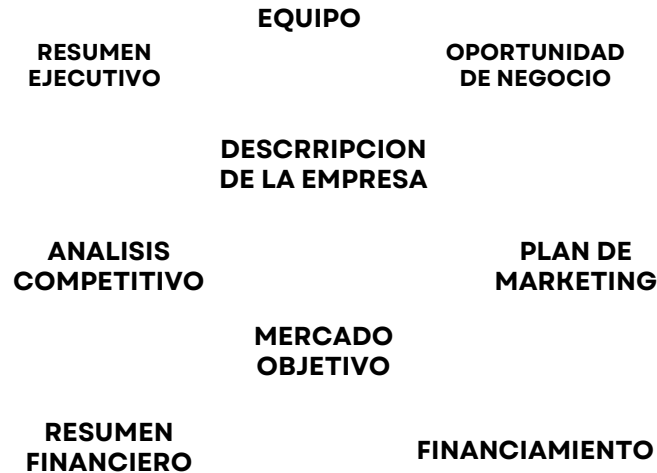 EQUIPO
RESUMEN
EJECUTIVO
OPORTUNIDAD
DE NEGOCIO
DESCRRIPCION
DE LA EMPRESA
ANALISIS
COMPETITIVO
PLAN DE
MARKETING
MERCADO
OBJETIVO
RESUMEN
FINANCIERO
FINANCIAMIENTO